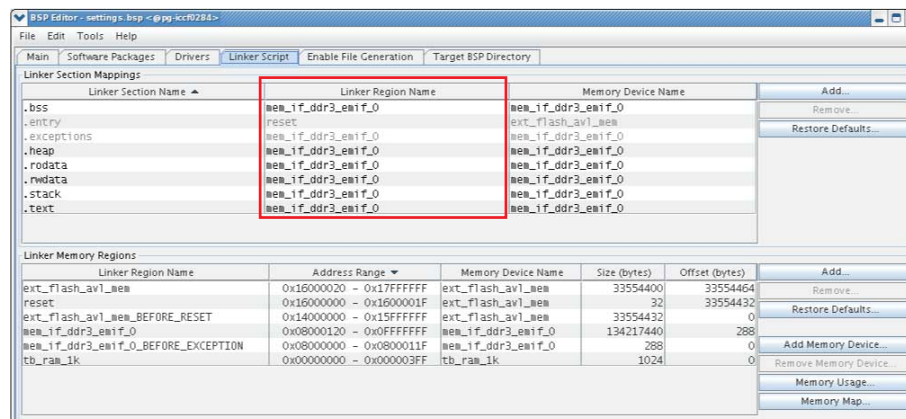 BSP Editor - settings.bsp <@pg-iccf0284>
File Edit Tools Help
Main Software Packages Drivers Linker Script Enable File Generation Target BSP Directory
Linker Section Mappings
Linker Section Name Linker Region Name Memory Device Name Add...
.bss mem_if_ddr3_emif_0 mem_if_ddr3_emif_0 Remove...
.entry reset ext_flash_avl_mem Restore Defaults...
.exceptions mem_if_ddr3_emif_0 mem_if_ddr3_emif_0
.heap mem_if_ddr3_emif_0 mem_if_ddr3_emif_0
.rodata mem_if_ddr3_emif_0 mem_if_ddr3_emif_0
.rwdata mem_if_ddr3_emif_0 mem_if_ddr3_emif_0
.stack mem_if_ddr3_emif_0 mem_if_ddr3_emif_0
.text mem_if_ddr3_emif_0 mem_if_ddr3_emif_0
Linker Memory Regions
Linker Region Name Address Range Memory Device Name Size (bytes) Offset (bytes) Add...
ext_flash_avl_mem 0x16000020 - 0x17FFFFFF ext_flash_avl_mem 33554400 33554464 Remove...
reset 0x16000000 - 0x1600001F ext_flash_avl_mem 32 33554432 Restore Defaults...
ext_flash_avl_mem_BEFORE_RESET 0x14000000 - 0x15FFFFFF ext_flash_avl_mem 33554432 0
mem_if_ddr3_emif_0 0x08000120 - 0x0FFFFFFF mem_if_ddr3_emif_0 134217440 288
mem_if_ddr3_emif_0_BEFORE_EXCEPTION 0x08000000 - 0x0800011F mem_if_ddr3_emif_0 288 0 Add Memory Device...
tb_ram_1k 0x00000000 - 0x000003FF tb_ram_1k 1024 0 Remove Memory Device...
Memory Usage...
Memory Map...